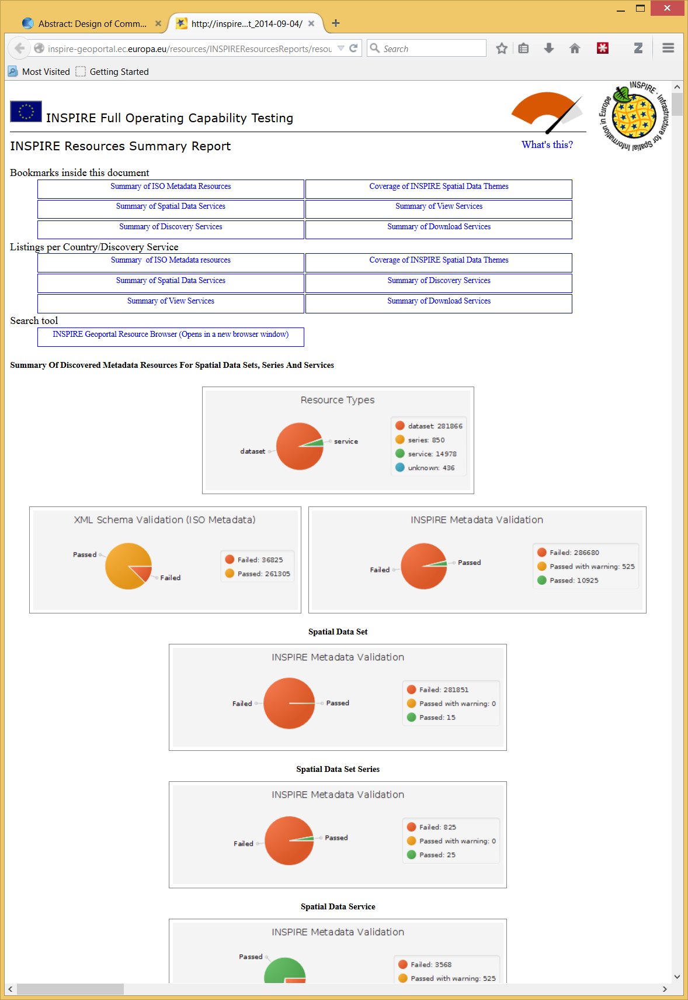 Abstract: Design of Comm...
http://inspire...t_2014-09-04/
inspire-geoportal.ec.europa.eu/resources/INSPIREResourcesReports/resou
Search
Z
Most Visited
Getting Started
INSPIRE Full Operating Capability Testing
INSPIRE - Infrastructure for Spatial Information in Europe
INSPIRE Resources Summary Report
What's this?
Bookmarks inside this document
Summary of ISO Metadata Resources
Coverage of INSPIRE Spatial Data Themes
Summary of Spatial Data Services
Summary of View Services
Summary of Discovery Services
Summary of Download Services
Listings per Country/Discovery Service
Summary of ISO Metadata resources
Coverage of INSPIRE Spatial Data Themes
Summary of Spatial Data Services
Summary of Discovery Services
Summary of View Services
Summary of Download Services
Search tool
INSPIRE Geoportal Resource Browser (Opens in a new browser window)
Summary Of Discovered Metadata Resources For Spatial Data Sets, Series And Services
Resource Types
dataset
service
dataset: 281866
series: 850
service: 14978
unknown: 436
XML Schema Validation (ISO Metadata)
Passed
Failed
Failed: 36825
Passed: 261305
INSPIRE Metadata Validation
Failed
Passed
Failed: 286680
Passed with warning: 525
Passed: 10925
Spatial Data Set
INSPIRE Metadata Validation
Failed
Passed
Failed: 281851
Passed with warning: 0
Passed: 15
Spatial Data Set Series
INSPIRE Metadata Validation
Failed
Passed
Failed: 825
Passed with warning: 0
Passed: 25
Spatial Data Service
INSPIRE Metadata Validation
Passed
Failed: 3568
Passed with warning: 525